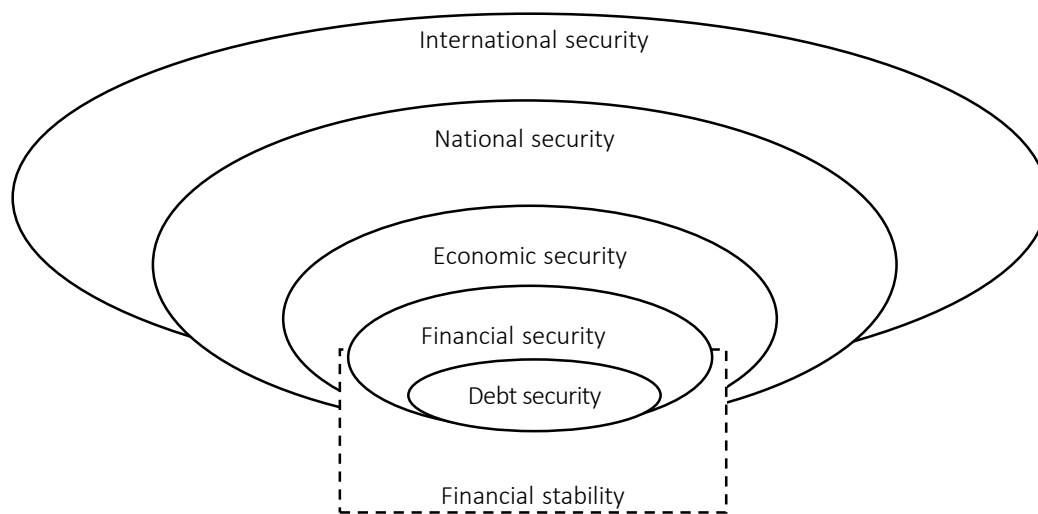 International security
National security
Economic security
Financial security
Debt security
Financial stability